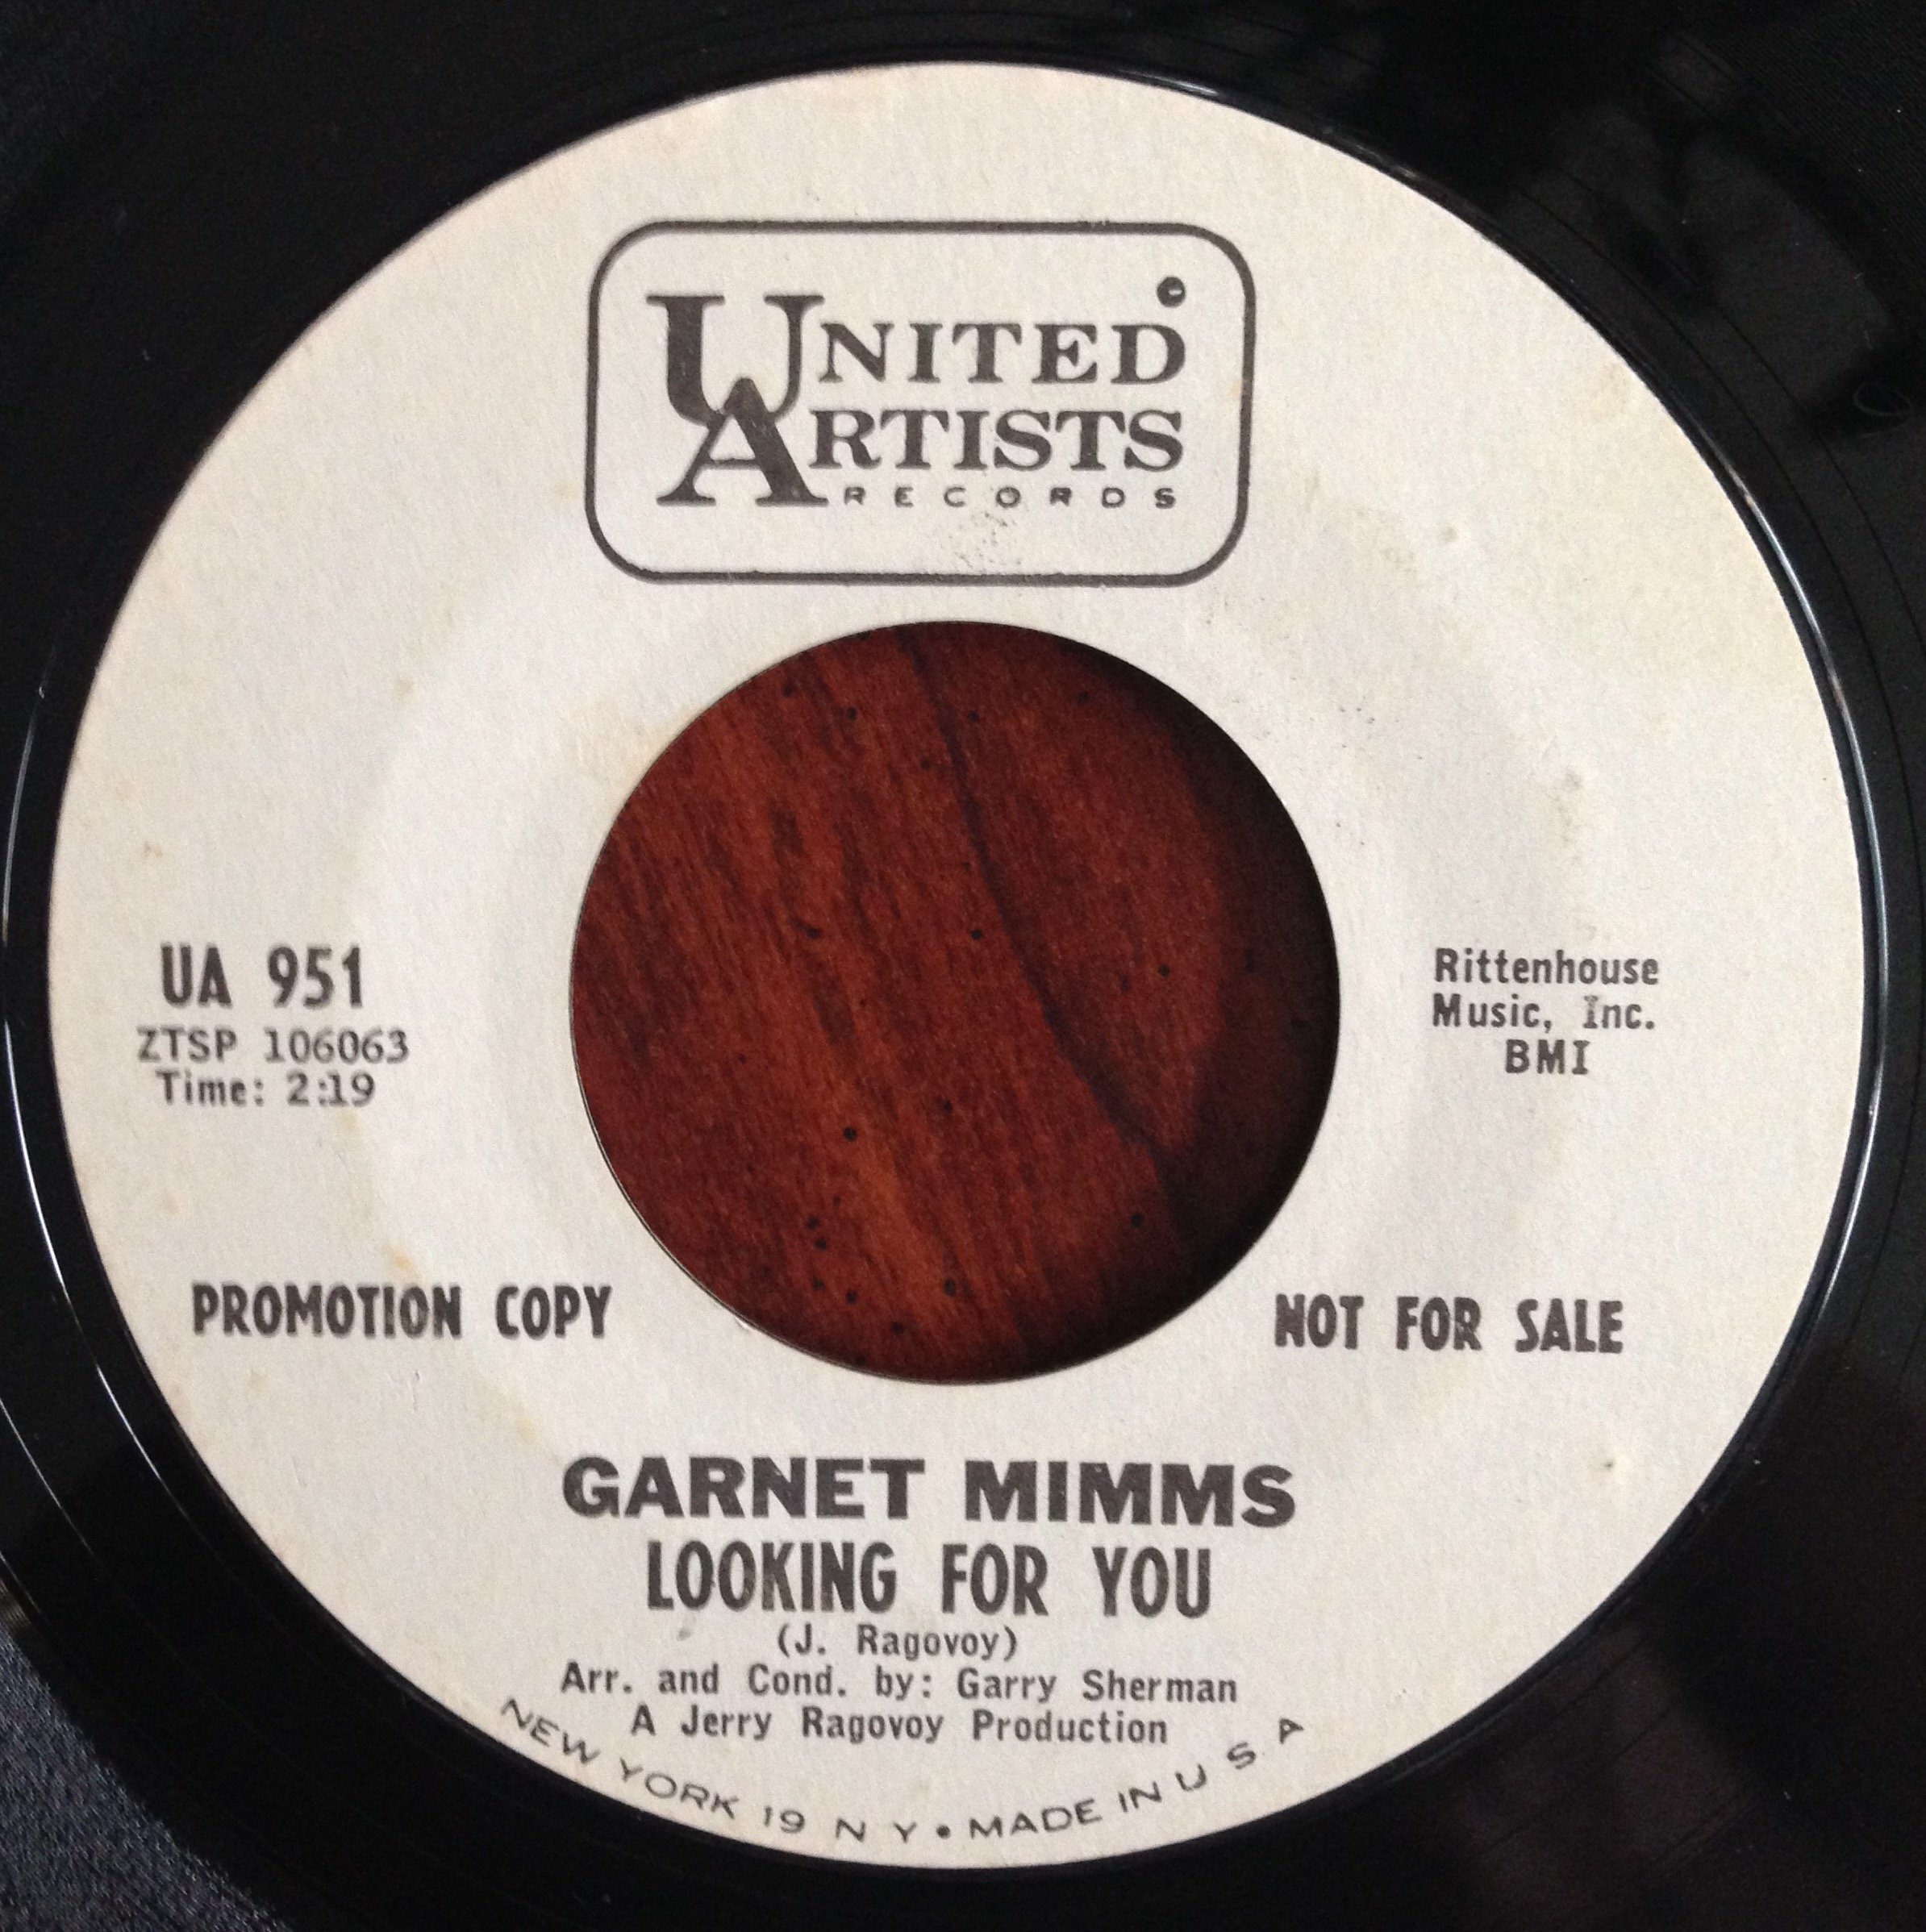 UNITED
ARTISTS
RECORDS
UA 951
ZTSP 106063
Time: 2:19
Rittenhouse
Music, Inc.
BMI
PROMOTION COPY
NOT FOR SALE
GARNET MIMMS
LOOKING FOR YOU
(J. Ragovoy)
Arr. and Cond. by: Garry Sherman
A Jerry Ragovoy Production
NEW YORK 19 N Y • MADE IN U S A